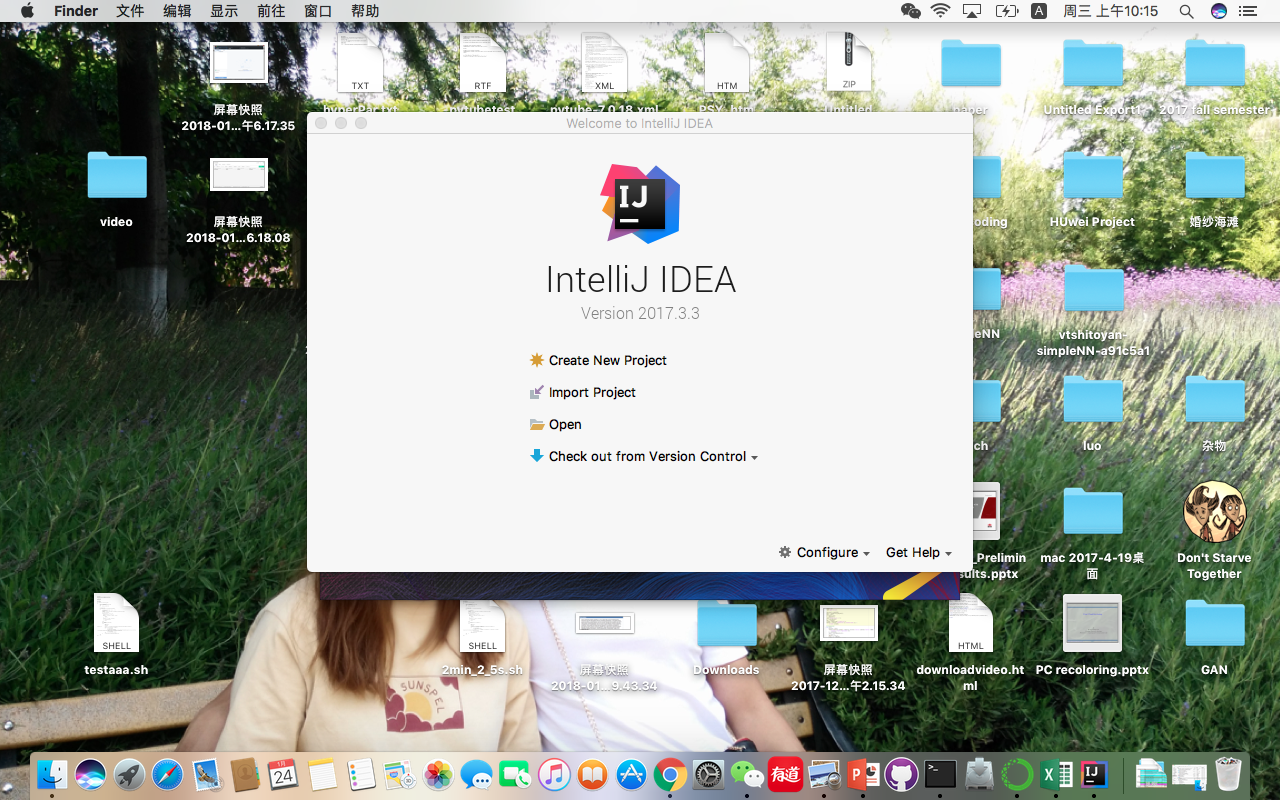 Finder 文件 编辑 显示 前往 窗口 帮助
A 周三 上午10:15
TXT RTF XML HTM ZIP
屏幕快照
2018-01...午6.17.35
hyperPar.txt pytubetest pytube-7.0.18.xml PSY .htm Untitled paper Untitled Export1 2017 fall semester
Welcome to IntelliJ IDEA
IJ
video
屏幕快照
2018-01...6.18.08
HUwei Project
婚纱海滩
IntelliJ IDEA
Version 2017.3.3
vtshitoyan-
simpleNN-a91c5a1
Create New Project
Import Project
Open
Check out from Version Control
luo
杂物
Configure
Get Help
mac 2017-4-19桌
面
Don't Starve
Together
SHELL SHELL HTML
testaaa.sh
2min_2_5s.sh
屏幕快照
2018-01...9.43.34
Downloads
屏幕快照
2017-12...午2.15.34
downloadvideo.ht
ml
PC recoloring.pptx
GAN
SUNSPEL
1月
24
有道
P
X
IJ